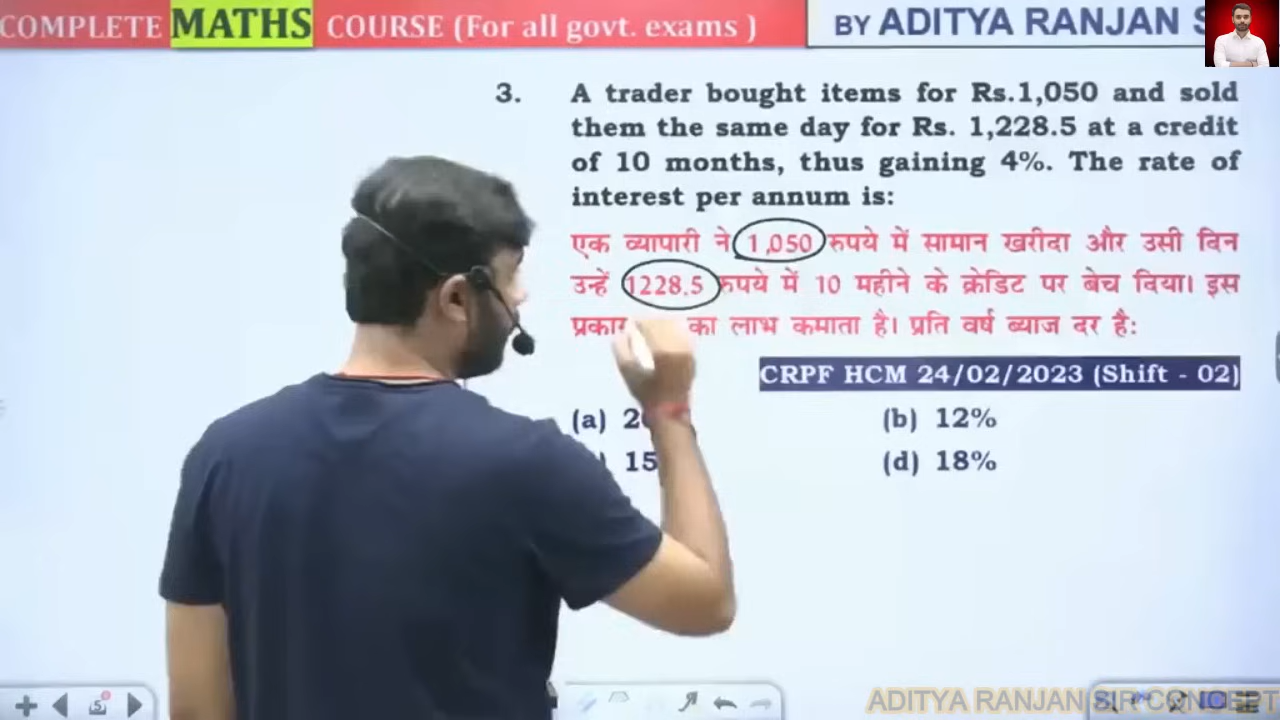 COMPLETE MATHS COURSE (For all govt. exams )
BY ADITYA RANJAN S
3. A trader bought items for Rs.1,050 and sold
them the same day for Rs. 1,228.5 at a credit
of 10 months, thus gaining 4%. The rate of
interest per annum is:
एक व्यापारी ने 1,050 रुपये में सामान खरीदा और उसी दिन
उन्हें 1228.5 रुपये में 10 महीने के क्रेडिट पर बेच दिया। इस
प्रकार का लाभ कमाता है। प्रति वर्ष ब्याज दर है:
CRPF HCM 24/02/2023 (Shift - 02)
(a) (b) 12%
15 (d) 18%
ADITYA RANJAN SIR CONCEPT